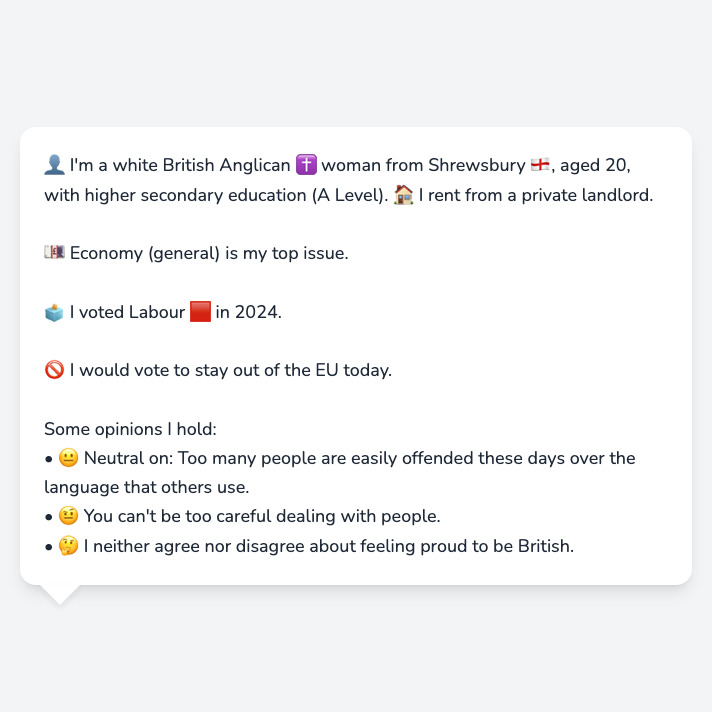 👤 I'm a white British Anglican ✝️ woman from Shrewsbury 🏴󠁧󠁢󠁥󠁮󠁧󠁿, aged 20,
with higher secondary education (A Level). 🏠 I rent from a private landlord.
💷 Economy (general) is my top issue.
🗳️ I voted Labour 🟥 in 2024.
🚫 I would vote to stay out of the EU today.
Some opinions I hold:
• 😐 Neutral on: Too many people are easily offended these days over the
language that others use.
• 🤨 You can't be too careful dealing with people.
• 🤔 I neither agree nor disagree about feeling proud to be British.